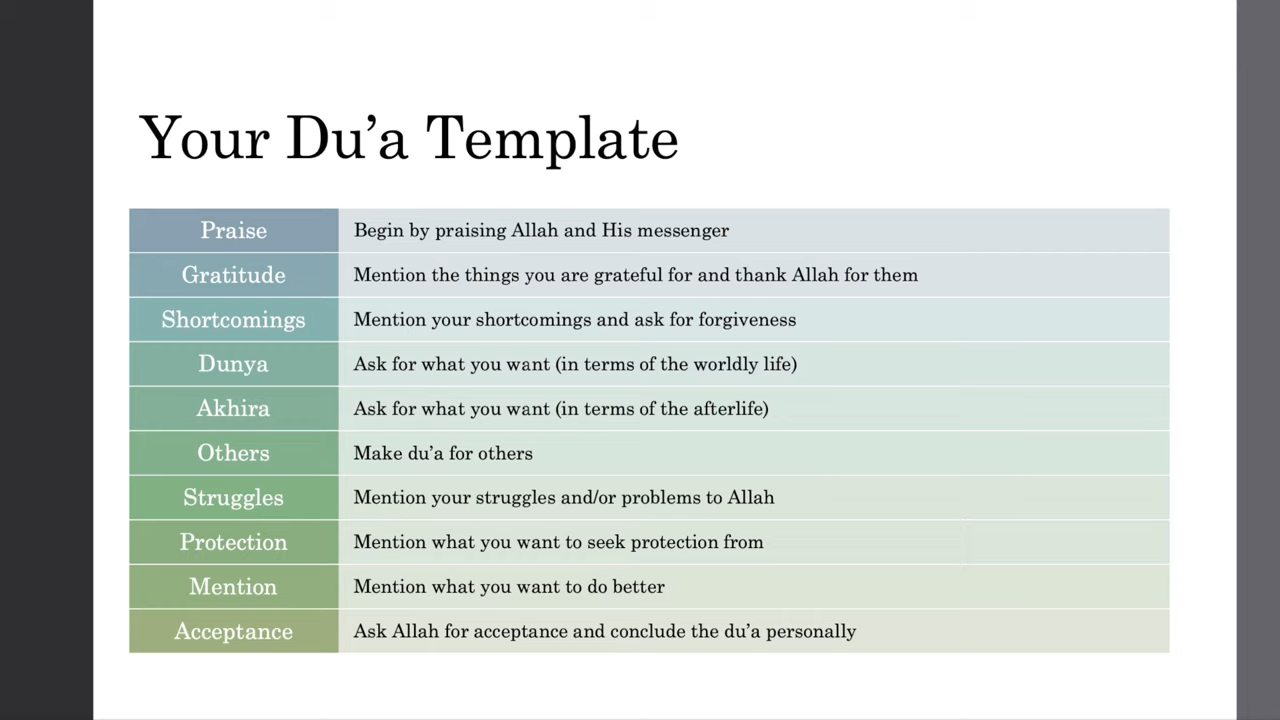 Your Du’a Template
Praise Begin by praising Allah and His messenger
Gratitude Mention the things you are grateful for and thank Allah for them
Shortcomings Mention your shortcomings and ask for forgiveness
Dunya Ask for what you want (in terms of the worldly life)
Akhira Ask for what you want (in terms of the afterlife)
Others Make du’a for others
Struggles Mention your struggles and/or problems to Allah
Protection Mention what you want to seek protection from
Mention Mention what you want to do better
Acceptance Ask Allah for acceptance and conclude the du’a personally